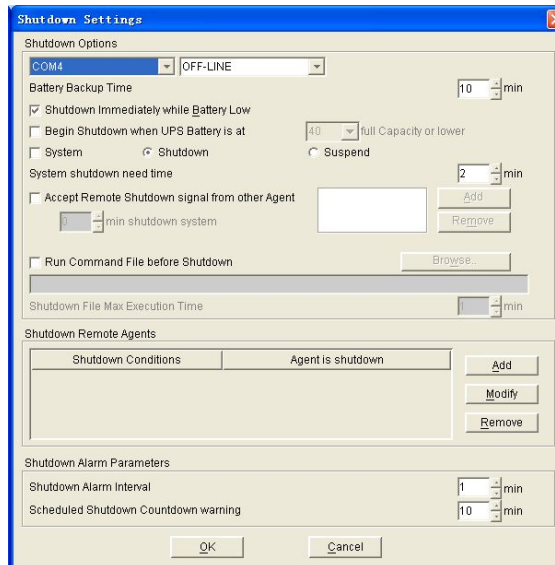 Shutdown Settings
Shutdown Options
COM4 OFF-LINE
Battery Backup Time 10 min
Shutdown Immediately while Battery Low
Begin Shutdown when UPS Battery is at 40 full Capacity or lower
System Shutdown Suspend
System shutdown need time 2 min
Accept Remote Shutdown signal from other Agent Add
0 min shutdown system Remove
Run Command File before Shutdown Browse..
Shutdown File Max Execution Time 1 min
Shutdown Remote Agents
Shutdown Conditions Agent is shutdown
Add
Modify
Remove
Shutdown Alarm Parameters
Shutdown Alarm Interval 1 min
Scheduled Shutdown Countdown warning 10 min
OK Cancel